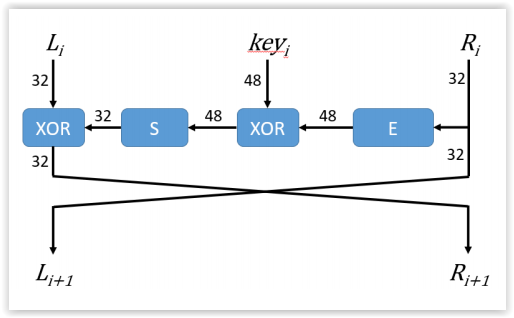 Lᵢ keyᵢ Rᵢ
32 48 32
32 48 48
XOR S XOR E
32 32
Lᵢ₊₁ Rᵢ₊₁